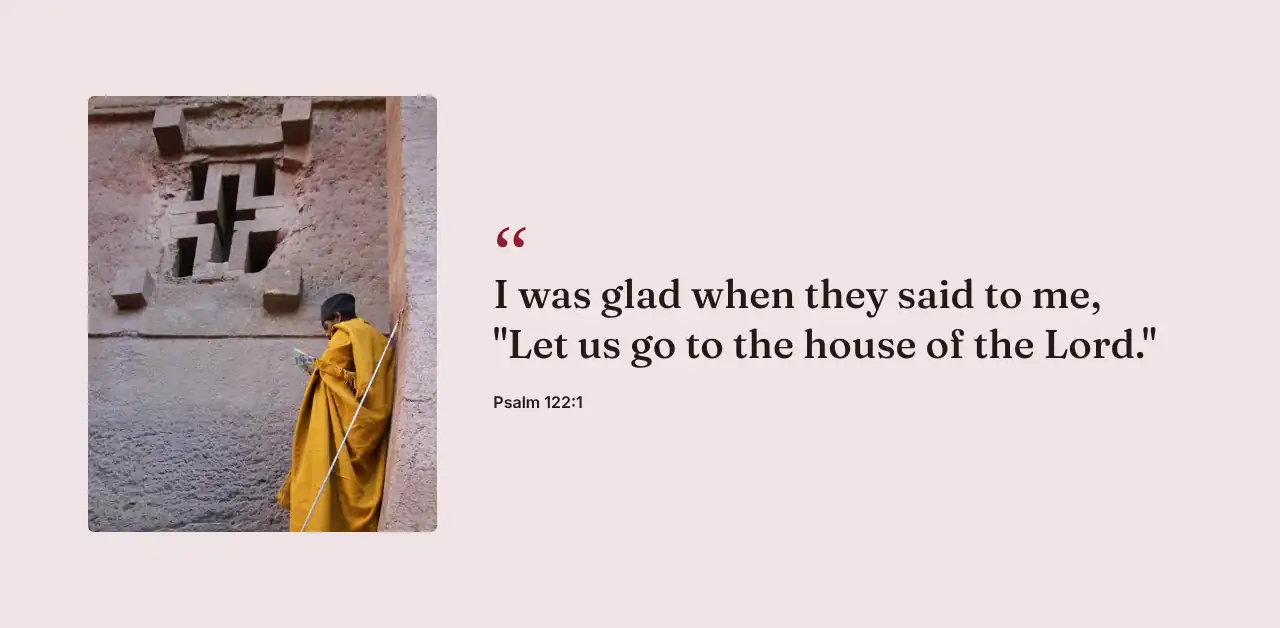 “
I was glad when they said to me,
"Let us go to the house of the Lord."
Psalm 122:1